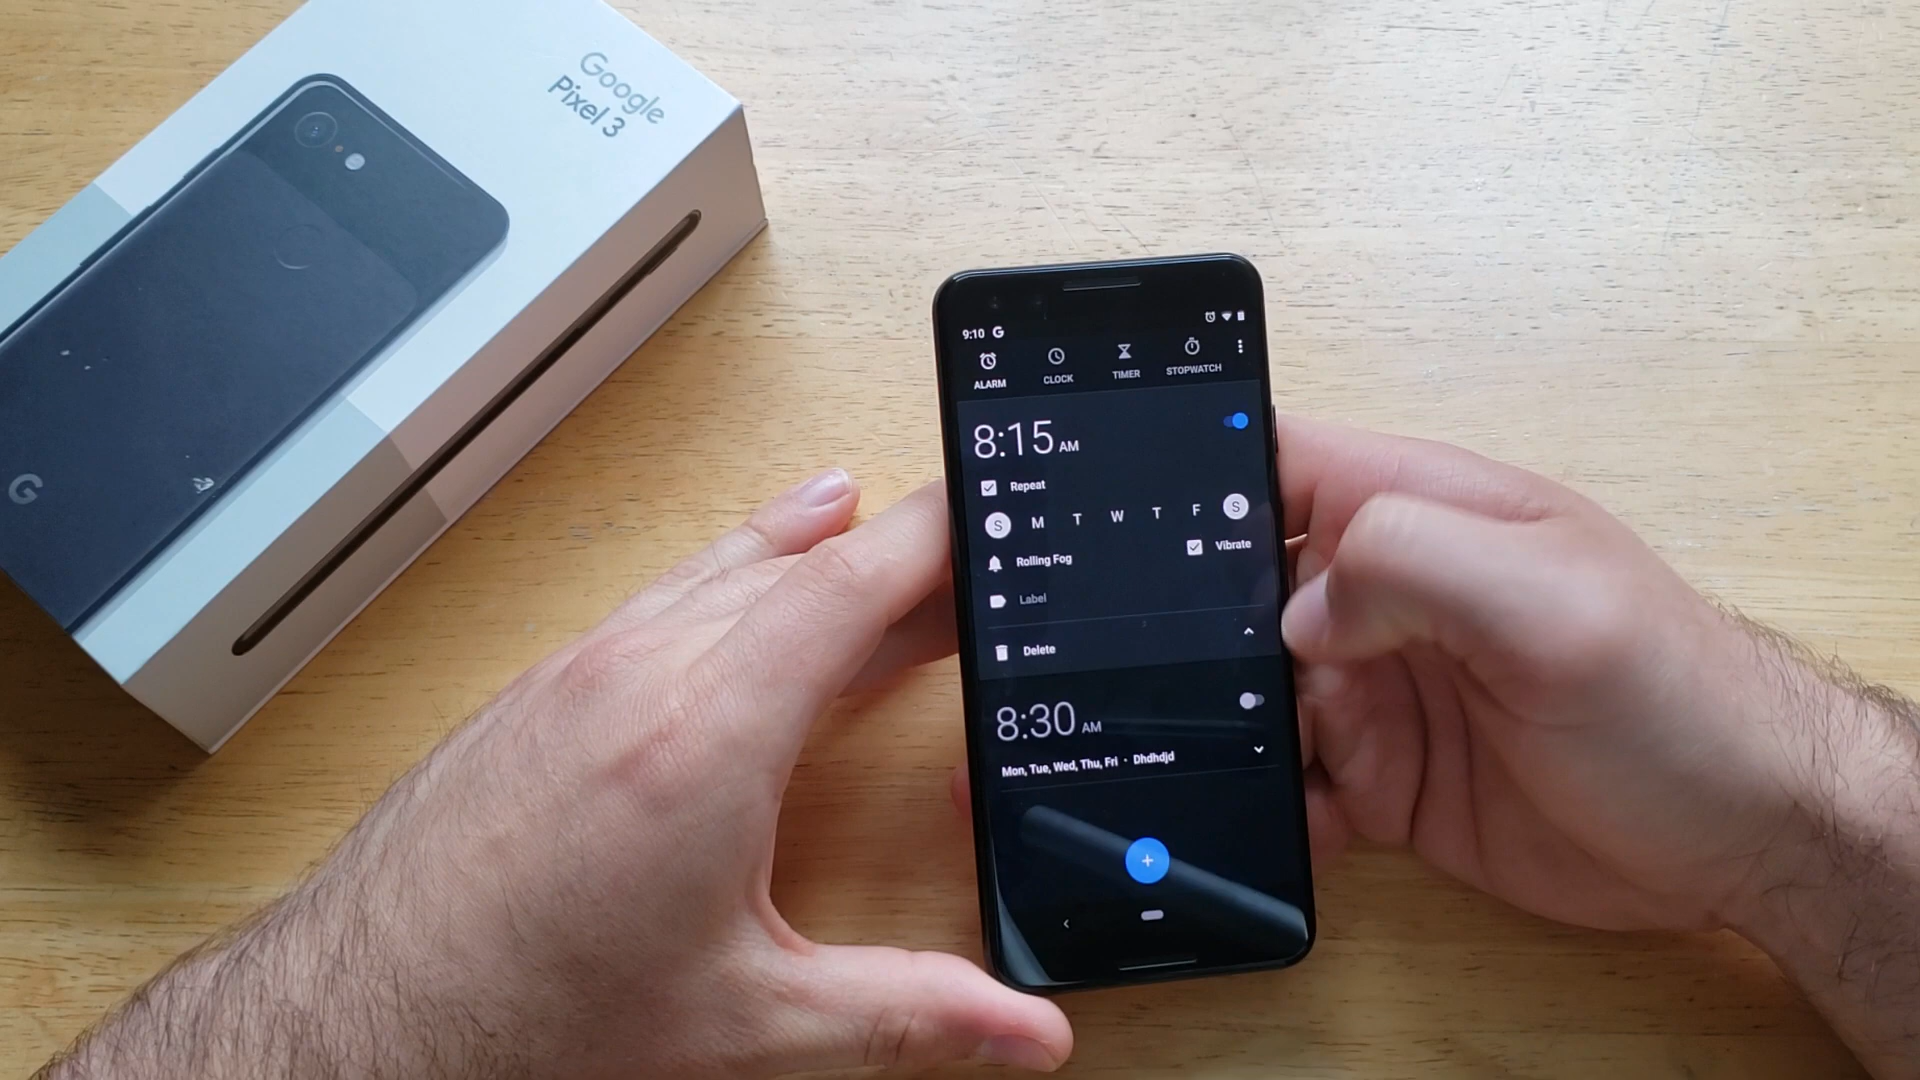 Google
Pixel 3
G
9:10 G
ALARM CLOCK TIMER STOPWATCH
8:15 AM
Repeat
S M T W T F S
Rolling Fog Vibrate
Label
Delete
8:30 AM
Mon, Tue, Wed, Thu, Fri • Dhdhdjd
+